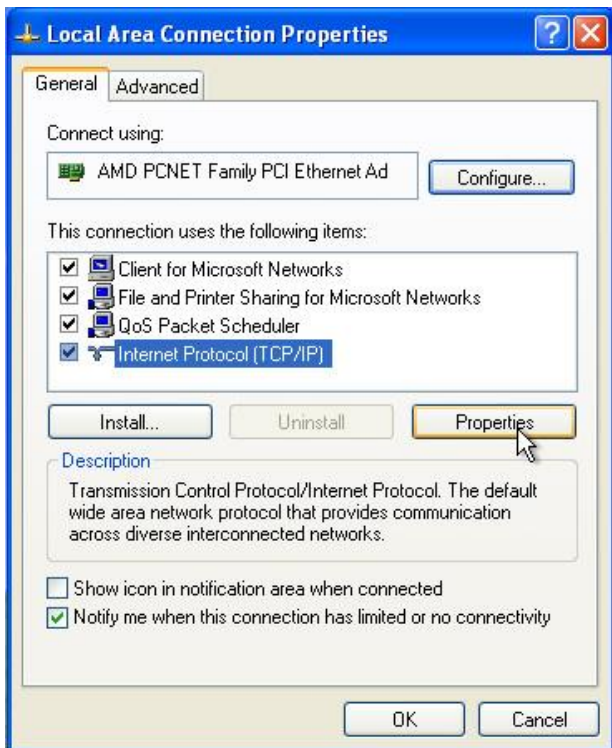 Local Area Connection Properties
General
Advanced
Connect using:
AMD PCNET Family PCI Ethernet Ad
Configure...
This connection uses the following items:
Client for Microsoft Networks
File and Printer Sharing for Microsoft Networks
QoS Packet Scheduler
Internet Protocol (TCP/IP)
Install...
Uninstall
Properties
Description
Transmission Control Protocol/Internet Protocol. The default
wide area network protocol that provides communication
across diverse interconnected networks.
Show icon in notification area when connected
Notify me when this connection has limited or no connectivity
OK
Cancel